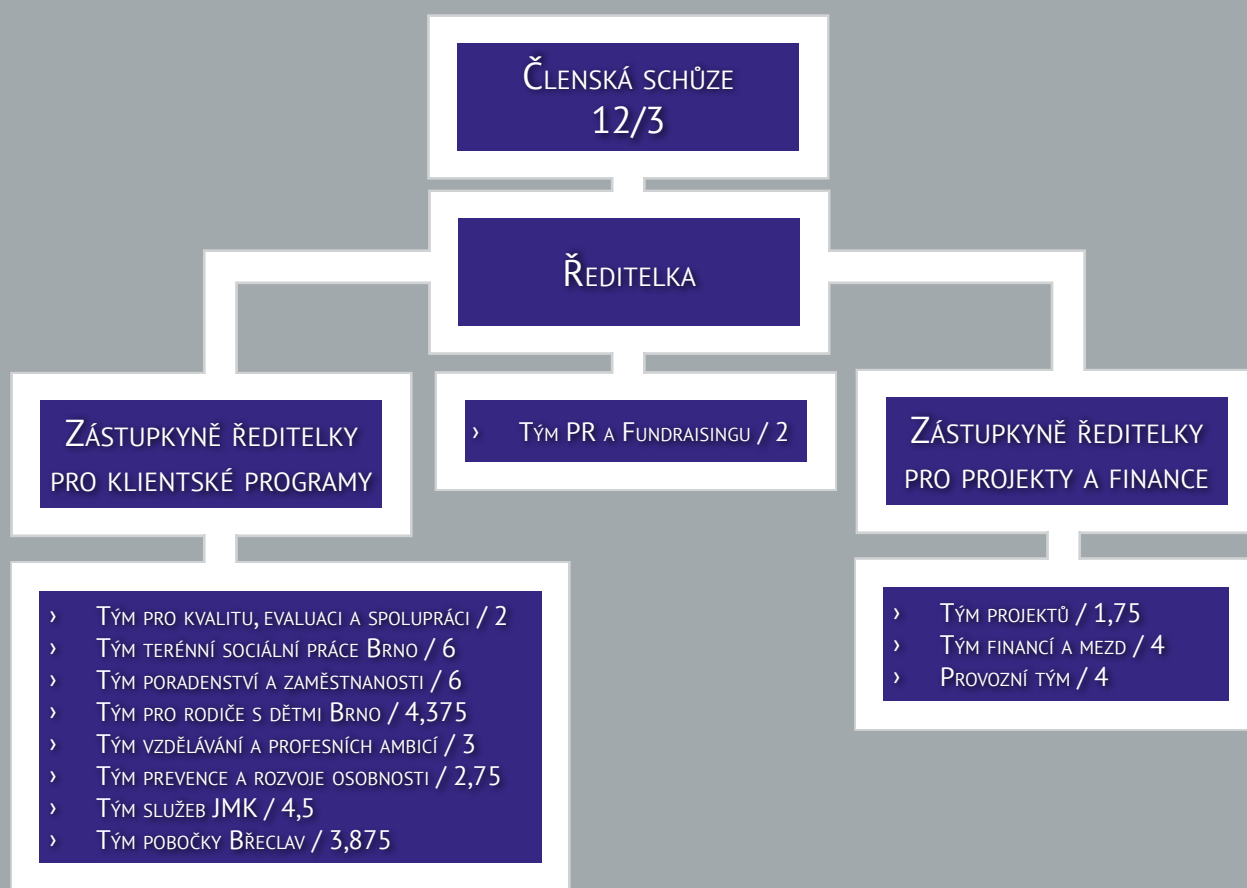 Členská schůze
12/3
Ředitelka
Zástupkyně ředitelky
pro klientské programy
› Tým PR a Fundraisingu / 2
Zástupkyně ředitelky
pro projekty a finance
› Tým pro kvalitu, evaluaci a spolupráci / 2
› Tým terénní sociální práce Brno / 6
› Tým poradenství a zaměstnanosti / 6
› Tým pro rodiče s dětmi Brno / 4,375
› Tým vzdělávání a profesních ambicí / 3
› Tým prevence a rozvoje osobnosti / 2,75
› Tým služeb JMK / 4,5
› Tým pobočky Břeclav / 3,875
› Tým projektů / 1,75
› Tým financí a mezd / 4
› Provozní tým / 4